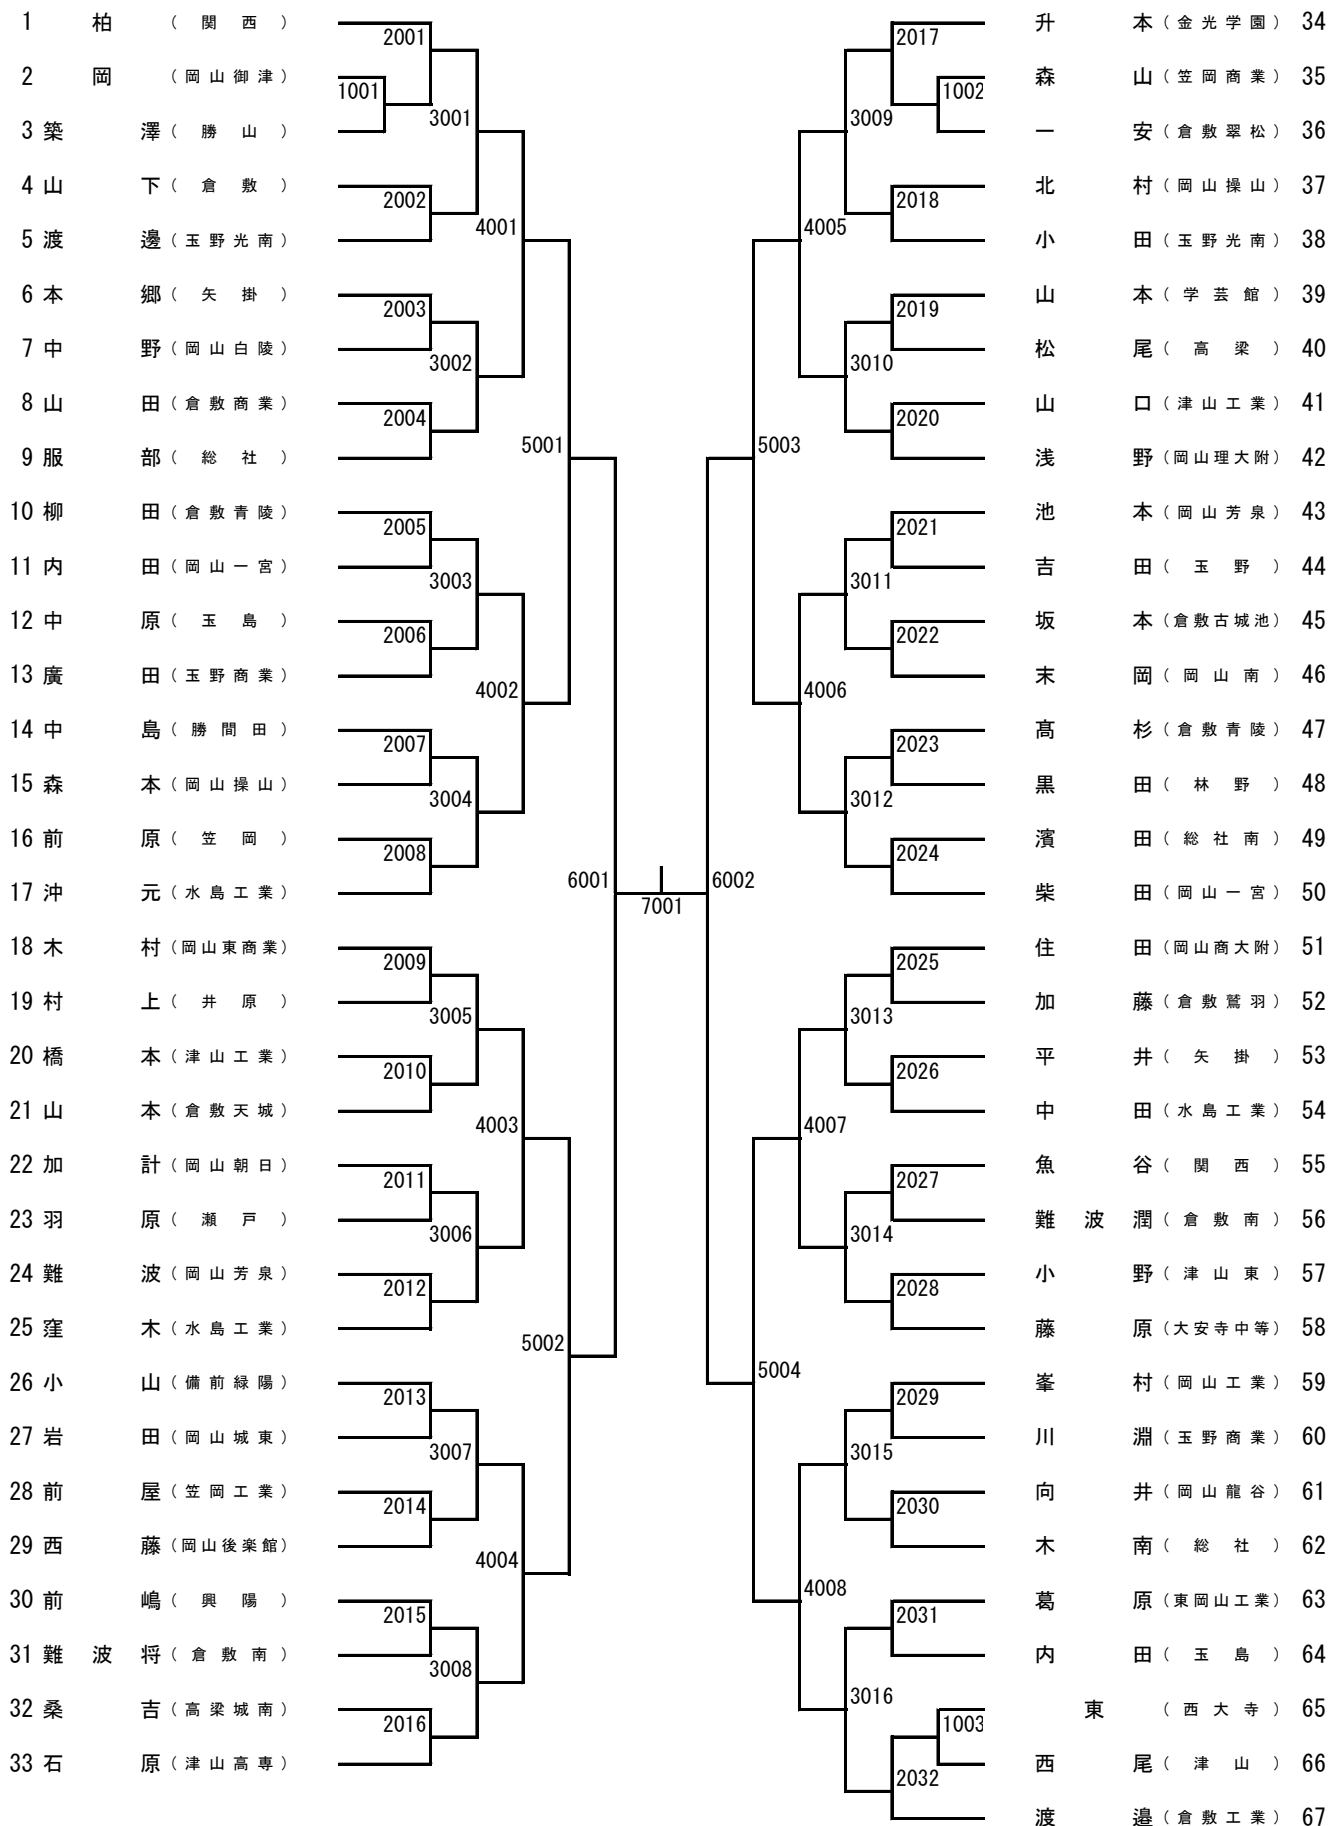 1 柏 （ 関 西 ）
2 岡 （岡山御津）
3 築 澤（ 勝 山 ）
4 山 下（ 倉 敷 ）
5 渡 邊（玉野光南）
6 本 郷（ 矢 掛 ）
7 中 野（岡山白陵）
8 山 田（倉敷商業）
9 服 部（ 総 社 ）
10 柳 田（倉敷青陵）
11 内 田（岡山一宮）
12 中 原（ 玉 島 ）
13 廣 田（玉野商業）
14 中 島（ 勝 間 田 ）
15 森 本（岡山操山）
16 前 原（ 笠 岡 ）
17 沖 元（水島工業）
18 木 村（岡山東商業）
19 村 上（ 井 原 ）
20 橋 本（津山工業）
21 山 本（倉敷天城）
22 加 計（岡山朝日）
23 羽 原（ 瀬 戸 ）
24 難 波（岡山芳泉）
25 窪 木（水島工業）
26 小 山（備前緑陽）
27 岩 田（岡山城東）
28 前 屋（笠岡工業）
29 西 藤（岡山後楽館）
30 前 嶋（ 興 陽 ）
31 難 波 将（ 倉 敷 南 ）
32 桑 吉（高梁城南）
33 石 原（津山高専）
2001
1001
3001
2002
4001
2003
3002
2004
5001
2005
3003
2006
4002
2007
3004
2008
6001
2009
3005
2010
4003
2011
3006
2012
5002
2013
3007
2014
4004
2015
3008
2016
7001
2017
1002
3009
2018
4005
2019
3010
2020
5003
2021
3011
2022
4006
2023
3012
2024
6002
2025
3013
2026
4007
2027
3014
2028
5004
2029
3015
2030
4008
2031
3016
1003
2032
升 本（金光学園） 34
森 山（笠岡商業） 35
一 安（倉敷翠松） 36
北 村（岡山操山） 37
小 田（玉野光南） 38
山 本（ 学 芸 館 ） 39
松 尾（ 高 梁 ） 40
山 口（津山工業） 41
浅 野（岡山理大附） 42
池 本（岡山芳泉） 43
吉 田（ 玉 野 ） 44
坂 本（倉敷古城池） 45
末 岡（ 岡 山 南 ） 46
髙 杉（倉敷青陵） 47
黒 田（ 林 野 ） 48
濱 田（ 総 社 南 ） 49
柴 田（岡山一宮） 50
住 田（岡山商大附） 51
加 藤（倉敷鷲羽） 52
平 井（ 矢 掛 ） 53
中 田（水島工業） 54
魚 谷（ 関 西 ） 55
難 波 潤（ 倉 敷 南 ） 56
小 野（ 津 山 東 ） 57
藤 原（大安寺中等） 58
峯 村（岡山工業） 59
川 淵（玉野商業） 60
向 井（岡山龍谷） 61
木 南（ 総 社 ） 62
葛 原（東岡山工業） 63
内 田（ 玉 島 ） 64
東 （ 西 大 寺 ） 65
西 尾（ 津 山 ） 66
渡 邉（倉敷工業） 67